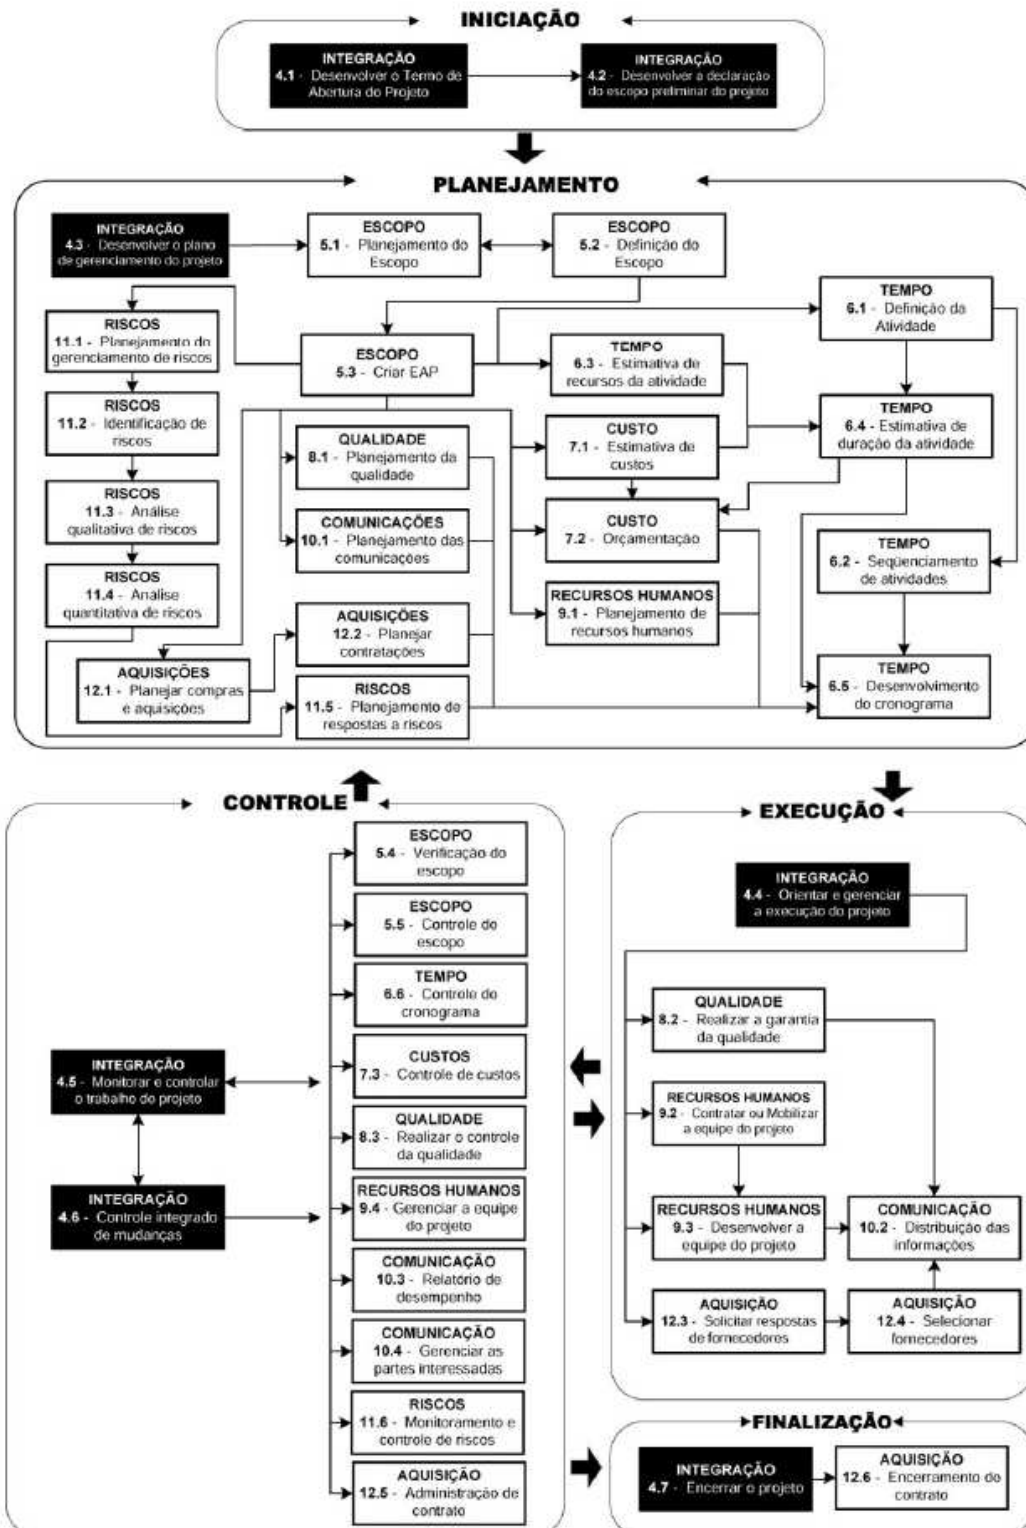 INICIAÇÃO
INTEGRAÇÃO
4.1 - Desenvolver o Termo de
Abertura do Projeto
INTEGRAÇÃO
4.2 - Desenvolver a declaração
do escopo preliminar do projeto
PLANEJAMENTO
INTEGRAÇÃO
4.3 - Desenvolver o plano
de gerenciamento do projeto
ESCOPO
5.1 - Planejamento do
Escopo
ESCOPO
5.2 - Definição do
Escopo
TEMPO
6.1 - Definição da
Atividade
RISCOS
11.1 - Planejamento do
gerenciamento de riscos
ESCOPO
5.3 - Criar EAP
TEMPO
6.3 - Estimativa de
recursos da atividade
RISCOS
11.2 - Identificação de
riscos
QUALIDADE
8.1 - Planejamento da
qualidade
CUSTO
7.1 - Estimativa de
custos
TEMPO
6.4 - Estimativa de
duração da atividade
RISCOS
11.3 - Análise
qualitativa de riscos
COMUNICAÇÕES
10.1 - Planejamento das
comunicações
CUSTO
7.2 - Orçamentação
TEMPO
6.2 - Seqüenciamento
de atividades
RISCOS
11.4 - Análise
quantitativa de riscos
AQUISIÇÕES
12.2 - Planejar
contratações
RECURSOS HUMANOS
9.1 - Planejamento de
recursos humanos
AQUISIÇÕES
12.1 - Planejar compras
e aquisições
RISCOS
11.5 - Planejamento de
respostas a riscos
TEMPO
6.5 - Desenvolvimento
do cronograma
CONTROLE
ESCOPO
5.4 - Verificação do
escopo
ESCOPO
5.5 - Controle do
escopo
TEMPO
6.6 - Controle do
cronograma
CUSTOS
7.3 - Controle de custos
INTEGRAÇÃO
4.5 - Monitorar e controlar
o trabalho do projeto
QUALIDADE
8.3 - Realizar o controle
da qualidade
INTEGRAÇÃO
4.6 - Controle integrado
de mudanças
RECURSOS HUMANOS
9.4 - Gerenciar a equipe
do projeto
COMUNICAÇÃO
10.3 - Relatório de
desempenho
COMUNICAÇÃO
10.4 - Gerenciar as
partes interessadas
RISCOS
11.6 - Monitoramento e
controle de riscos
AQUISIÇÃO
12.5 - Administração de
contrato
EXECUÇÃO
INTEGRAÇÃO
4.4 - Orientar e gerenciar
a execução do projeto
QUALIDADE
8.2 - Realizar a garantia
da qualidade
RECURSOS HUMANOS
9.2 - Contratar ou Mobilizar
a equipe do projeto
RECURSOS HUMANOS
9.3 - Desenvolver a
equipe do projeto
COMUNICAÇÃO
10.2 - Distribuição das
informações
AQUISIÇÃO
12.3 - Solicitar respostas
de fornecedores
AQUISIÇÃO
12.4 - Selecionar
fornecedores
FINALIZAÇÃO
INTEGRAÇÃO
4.7 - Encerrar o projeto
AQUISIÇÃO
12.6 - Encerramento do
contrato